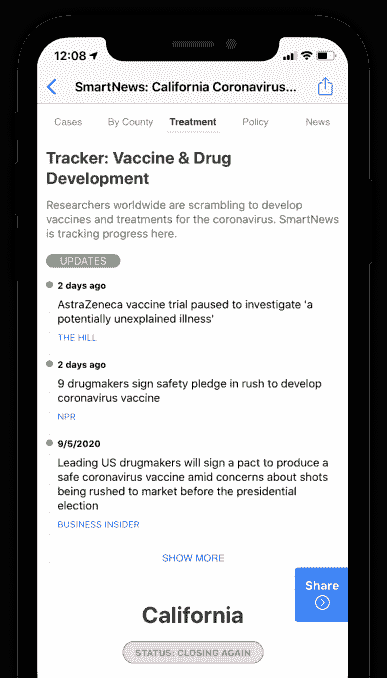 12:08
SmartNews: California Coronavirus...
Cases By County Treatment Policy News
Tracker: Vaccine & Drug
Development
Researchers worldwide are scrambling to develop
vaccines and treatments for the coronavirus. SmartNews
is tracking progress here.
UPDATES
2 days ago
AstraZeneca vaccine trial paused to investigate 'a
potentially unexplained illness'
THE HILL
2 days ago
9 drugmakers sign safety pledge in rush to develop
coronavirus vaccine
NPR
9/5/2020
Leading US drugmakers will sign a pact to produce a
safe coronavirus vaccine amid concerns about shots
being rushed to market before the presidential
election
BUSINESS INSIDER
SHOW MORE
Share
California
STATUS: CLOSING AGAIN